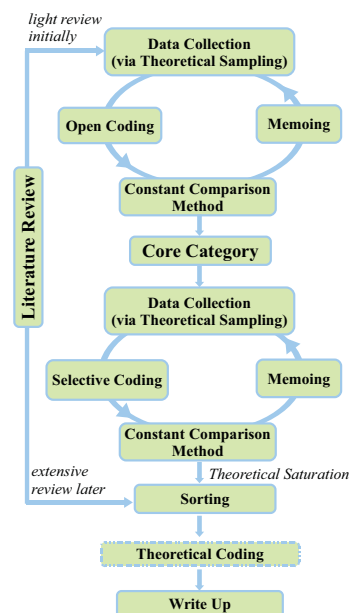 light review
initially
Data Collection
(via Theoretical Sampling)
Open Coding
Memoing
Constant Comparison
Method
Literature Review
Core Category
Data Collection
(via Theoretical Sampling)
Selective Coding
Memoing
Constant Comparison
Method
extensive
review later
Theoretical Saturation
Sorting
Theoretical Coding
Write Up